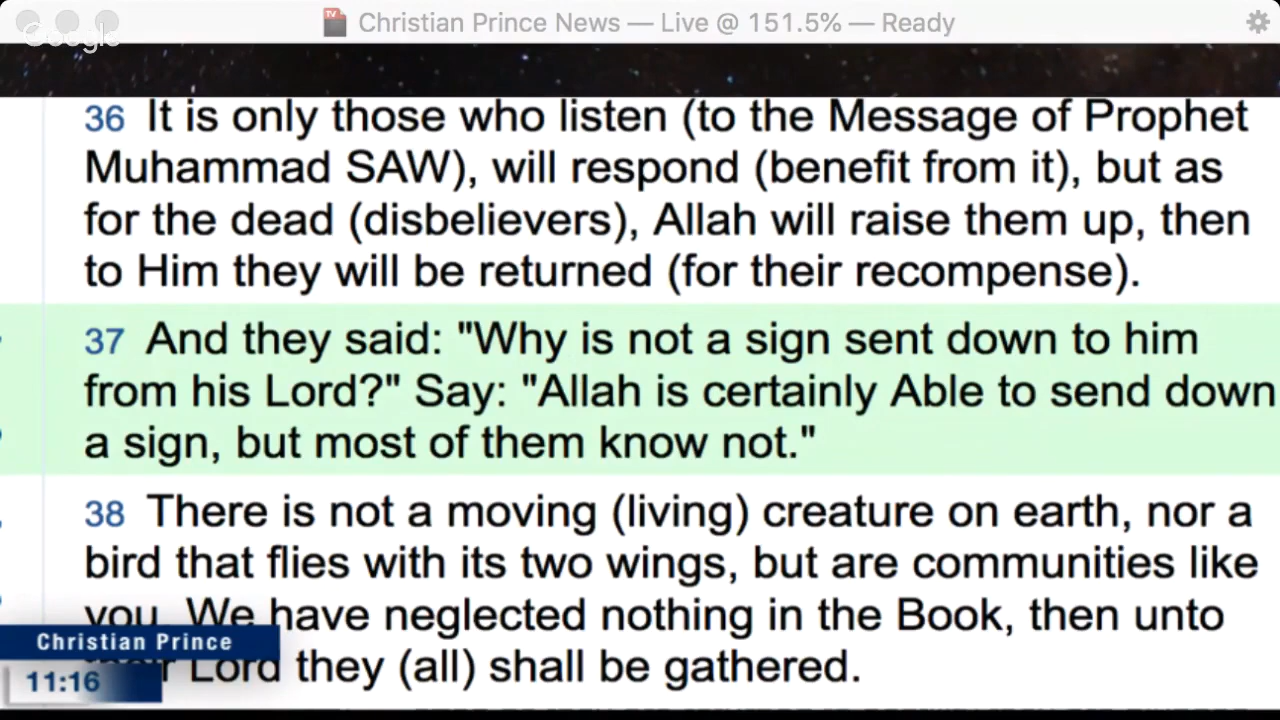 Christian Prince News — Live @ 151.5% — Ready
Google
36 It is only those who listen (to the Message of Prophet
Muhammad SAW), will respond (benefit from it), but as
for the dead (disbelievers), Allah will raise them up, then
to Him they will be returned (for their recompense).
37 And they said: "Why is not a sign sent down to him
from his Lord?" Say: "Allah is certainly Able to send down
a sign, but most of them know not."
38 There is not a moving (living) creature on earth, nor a
bird that flies with its two wings, but are communities like
you. We have neglected nothing in the Book, then unto
their Lord they (all) shall be gathered.
Christian Prince
11:16